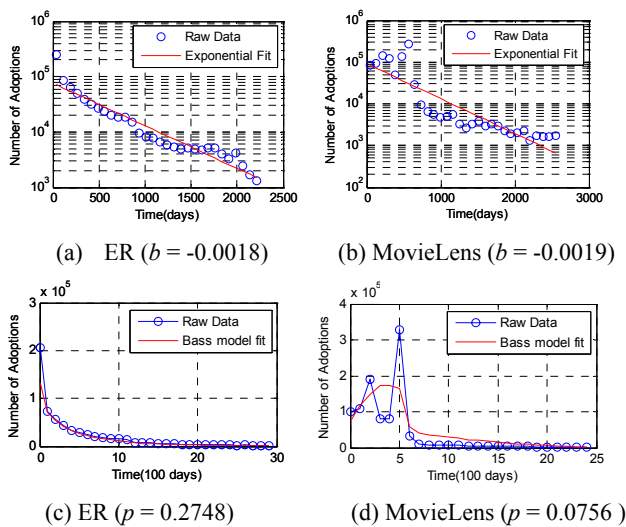 10^6
10^5
10^4
10^3
Number of Adoptions
Raw Data
Exponential Fit
0 500 1000 1500 2000 2500
Time(days)
(a) ER (b = -0.0018)
10^6
10^5
10^4
10^3
10^2
Number of Adoptions
Raw Data
Exponential Fit
0 1000 2000 3000
Time(days)
(b) MovieLens (b = -0.0019)
3 x 10^5
2
1
0
Number of Adoptions
Raw Data
Bass model fit
0 10 20 30
Time(100 days)
(c) ER (p = 0.2748)
4 x 10^5
3
2
1
0
Number of Adoptions
Raw Data
Bass model fit
0 5 10 15 20 25
Time(100 days)
(d) MovieLens (p = 0.0756 )